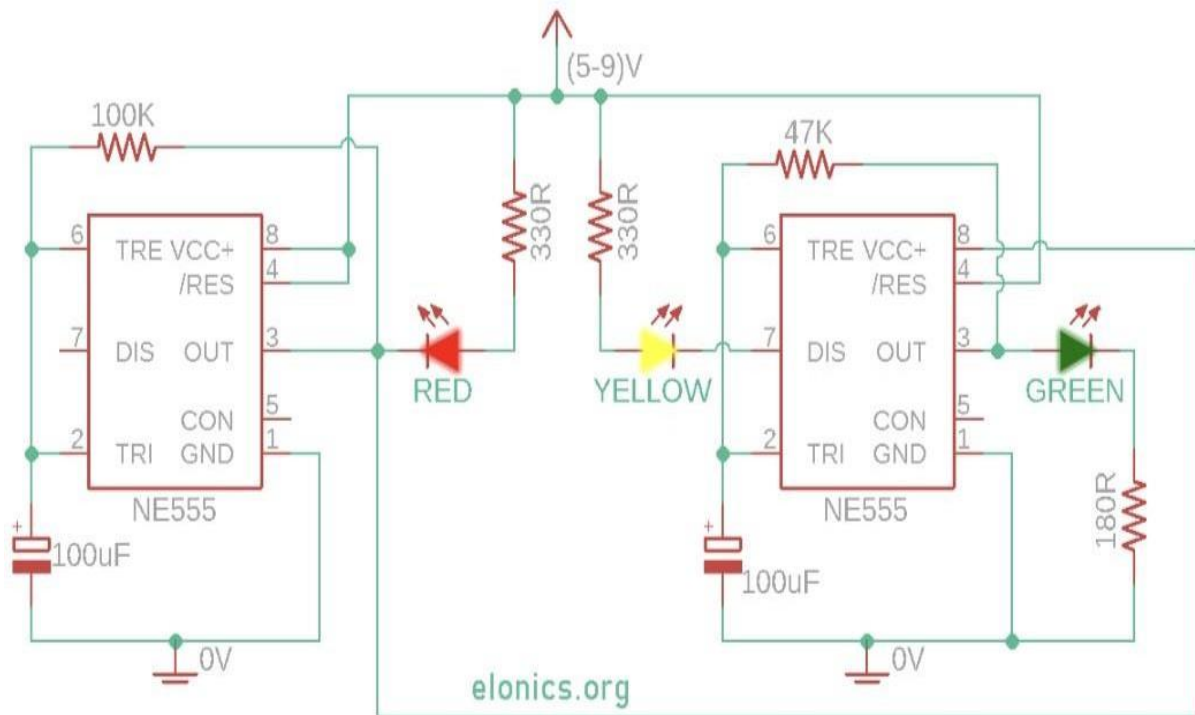 (5-9)V
100K
47K
330R
330R
6
TRE VCC+
8
/RES
4
7
DIS OUT
3
CON
5
2
TRI GND
1
NE555
RED
YELLOW
6
TRE VCC+
8
/RES
4
7
DIS OUT
3
CON
5
2
TRI GND
1
NE555
GREEN
180R
+
100uF
+
100uF
0V
0V
elonics.org